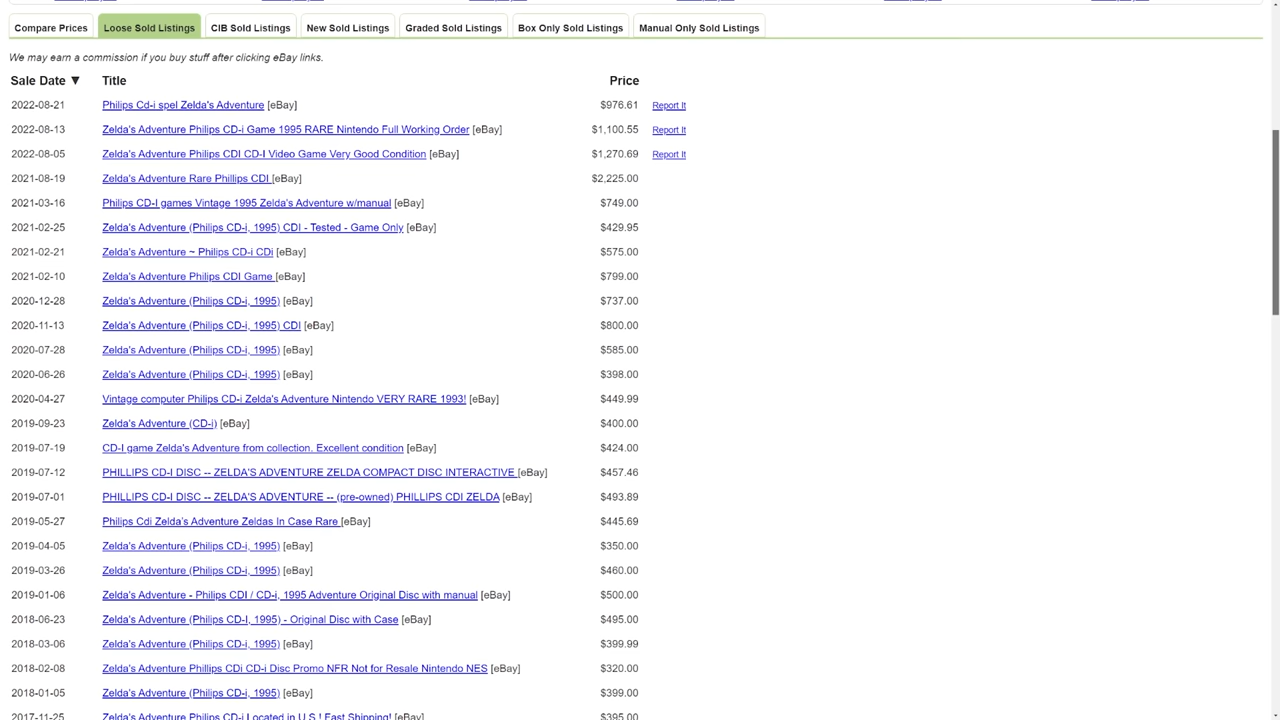 Compare Prices Loose Sold Listings CIB Sold Listings New Sold Listings Graded Sold Listings Box Only Sold Listings Manual Only Sold Listings
We may earn a commission if you buy stuff after clicking eBay links.
Sale Date ▼ Title Price
2022-08-21 Philips Cd-i spel Zelda's Adventure [eBay] $976.61 Report It
2022-08-13 Zelda's Adventure Philips CD-i Game 1995 RARE Nintendo Full Working Order [eBay] $1,100.55 Report It
2022-08-05 Zelda's Adventure Philips CDI CD-I Video Game Very Good Condition [eBay] $1,270.69 Report It
2021-08-19 Zelda's Adventure Rare Phillips CDI [eBay] $2,225.00
2021-03-16 Philips CD-I games Vintage 1995 Zelda's Adventure w/manual [eBay] $749.00
2021-02-25 Zelda's Adventure (Philips CD-i, 1995) CDI - Tested - Game Only [eBay] $429.95
2021-02-21 Zelda's Adventure ~ Philips CD-i CDi [eBay] $575.00
2021-02-10 Zelda's Adventure Philips CDI Game [eBay] $799.00
2020-12-28 Zelda's Adventure (Philips CD-i, 1995) [eBay] $737.00
2020-11-13 Zelda's Adventure (Philips CD-i, 1995) CDI [eBay] $800.00
2020-07-28 Zelda's Adventure (Philips CD-i, 1995) [eBay] $585.00
2020-06-26 Zelda's Adventure (Philips CD-i, 1995) [eBay] $398.00
2020-04-27 Vintage computer Philips CD-i Zelda's Adventure Nintendo VERY RARE 1993! [eBay] $449.99
2019-09-23 Zelda's Adventure (CD-i) [eBay] $400.00
2019-07-19 CD-I game Zelda's Adventure from collection. Excellent condition [eBay] $424.00
2019-07-12 PHILLIPS CD-I DISC -- ZELDA'S ADVENTURE ZELDA COMPACT DISC INTERACTIVE [eBay] $457.46
2019-07-01 PHILLIPS CD-I DISC -- ZELDA'S ADVENTURE -- (pre-owned) PHILLIPS CDI ZELDA [eBay] $493.89
2019-05-27 Philips Cdi Zelda's Adventure Zeldas In Case Rare [eBay] $445.69
2019-04-05 Zelda's Adventure (Philips CD-i, 1995) [eBay] $350.00
2019-03-26 Zelda's Adventure (Philips CD-i, 1995) [eBay] $460.00
2019-01-06 Zelda's Adventure - Philips CDI / CD-i, 1995 Adventure Original Disc with manual [eBay] $500.00
2018-06-23 Zelda's Adventure (Philips CD-I, 1995) - Original Disc with Case [eBay] $495.00
2018-03-06 Zelda's Adventure (Philips CD-i, 1995) [eBay] $399.99
2018-02-08 Zelda's Adventure Phillips CDi CD-i Disc Promo NFR Not for Resale Nintendo NES [eBay] $320.00
2018-01-05 Zelda's Adventure (Philips CD-i, 1995) [eBay] $399.00
2017-11-25 Zelda's Adventure Philips CD-i Located in U.S.! Fast Shipping! [eBay] $395.00